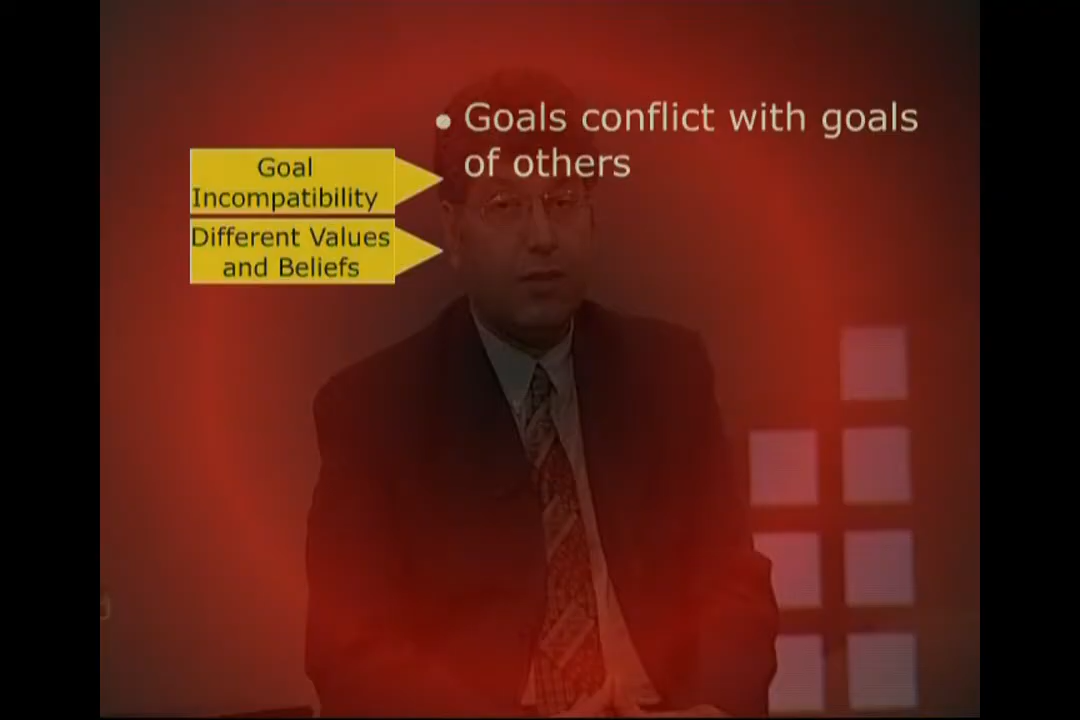 • Goals conflict with goals
of others
Goal
Incompatibility
Different Values
and Beliefs